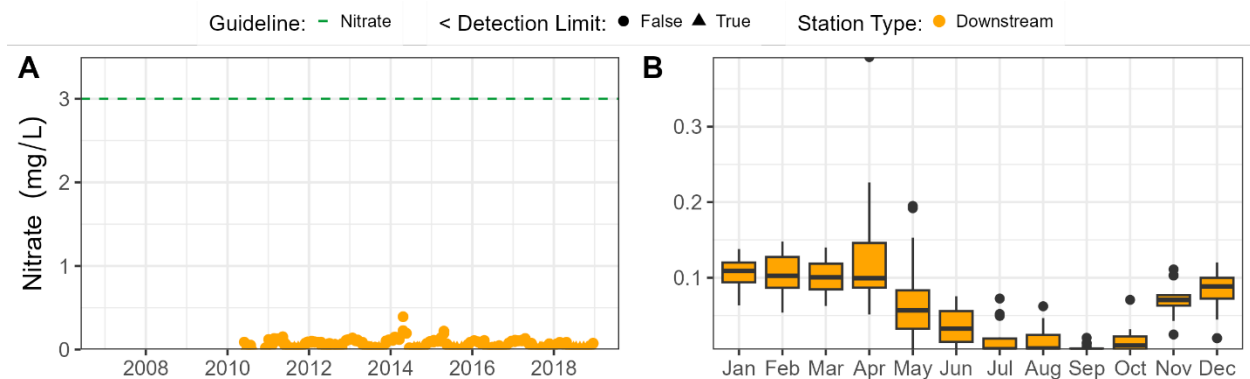 Guideline: Nitrate < Detection Limit: False True Station Type: Downstream
A
B
Nitrate (mg/L)
3
2
1
0
2008 2010 2012 2014 2016 2018
0.3
0.2
0.1
Jan Feb Mar Apr May Jun Jul Aug Sep Oct Nov Dec